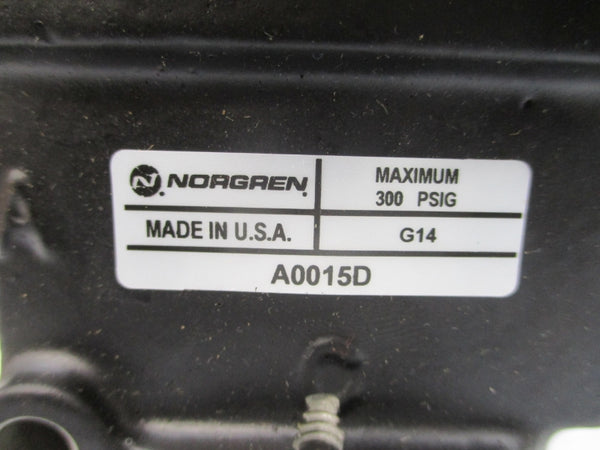 NORGREN
MAXIMUM
300 PSIG
MADE IN U.S.A.
G14
A0015D